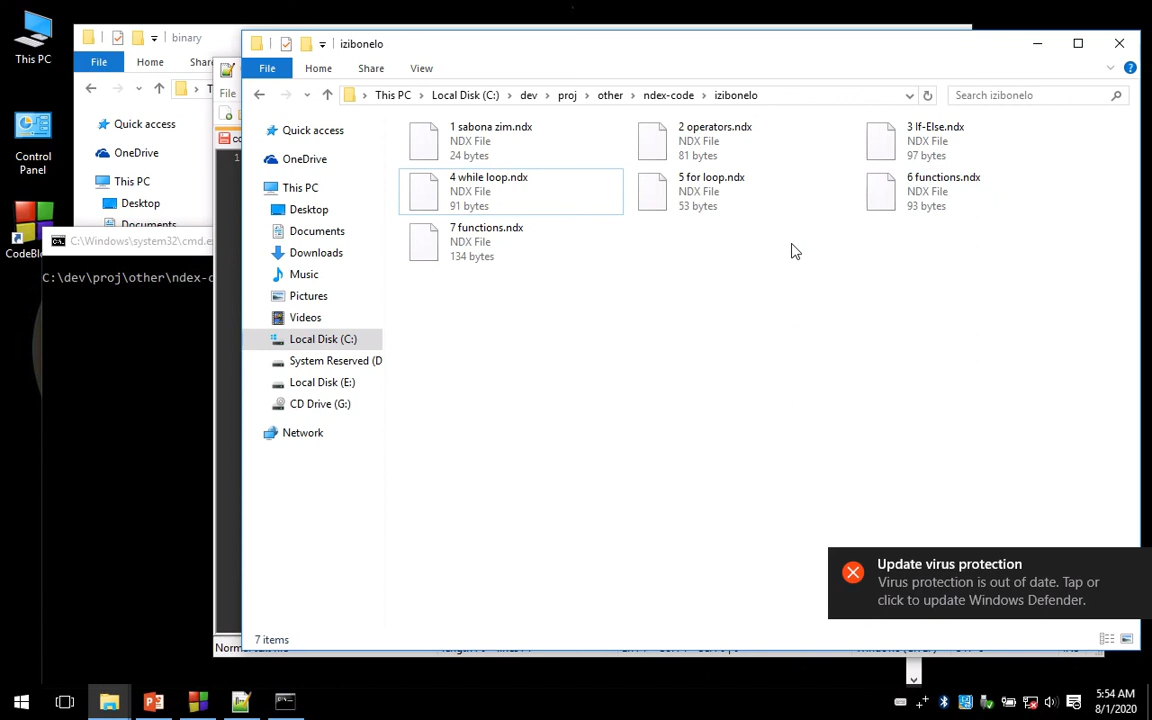 This PC
Control
Panel
CodeBl
binary
File
Home
Share
Quick access
OneDrive
This PC
Desktop
Documents
C:\Windows\system32\cmd.e
C:\dev\proj\other\ndex-c
File
1
izibonelo
File
Home
Share
View
This PC
Local Disk (C:)
dev
proj
other
ndex-code
izibonelo
Search izibonelo
Quick access
OneDrive
This PC
Desktop
Documents
Downloads
Music
Pictures
Videos
Local Disk (C:)
System Reserved (D
Local Disk (E:)
CD Drive (G:)
Network
1 sabona zim.ndx
NDX File
24 bytes
2 operators.ndx
NDX File
81 bytes
3 If-Else.ndx
NDX File
97 bytes
4 while loop.ndx
NDX File
91 bytes
5 for loop.ndx
NDX File
53 bytes
6 functions.ndx
NDX File
93 bytes
7 functions.ndx
NDX File
134 bytes
Update virus protection
Virus protection is out of date. Tap or
click to update Windows Defender.
7 items
5:54 AM
8/1/2020